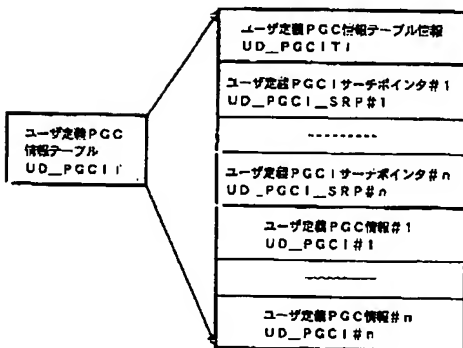 ユーザ定義PGC
情報テーブル
UD_PGCIT
ユーザ定義PGC情報テーブル情報
UD_PGCITI
ユーザ定義PGCIサーチポインタ#1
UD_PGCI_SRP#1
ユーザ定義PGCIサーチポインタ#n
UD_PGCI_SRP#n
ユーザ定義PGC情報#1
UD_PGCI#1
ユーザ定義PGC情報#n
UD_PGCI#n